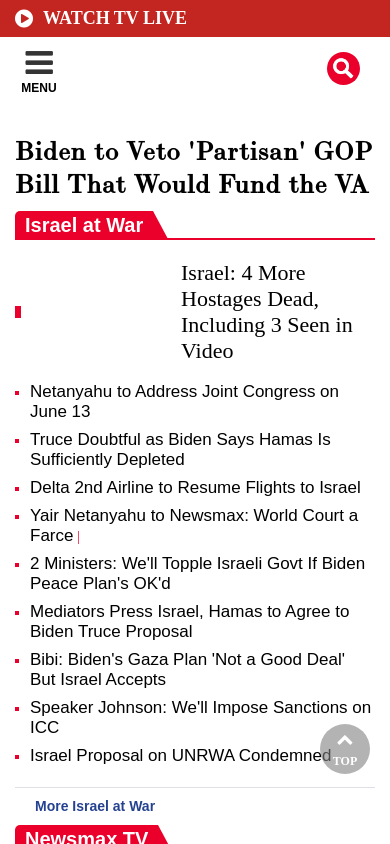 WATCH TV LIVE
MENU
Biden to Veto 'Partisan' GOP
Bill That Would Fund the VA
Israel at War
Israel: 4 More
Hostages Dead,
Including 3 Seen in
Video
Netanyahu to Address Joint Congress on
June 13
Truce Doubtful as Biden Says Hamas Is
Sufficiently Depleted
Delta 2nd Airline to Resume Flights to Israel
Yair Netanyahu to Newsmax: World Court a
Farce |
2 Ministers: We'll Topple Israeli Govt If Biden
Peace Plan's OK'd
Mediators Press Israel, Hamas to Agree to
Biden Truce Proposal
Bibi: Biden's Gaza Plan 'Not a Good Deal'
But Israel Accepts
Speaker Johnson: We'll Impose Sanctions on
ICC
Israel Proposal on UNRWA Condemned
TOP
More Israel at War
Newsmax TV